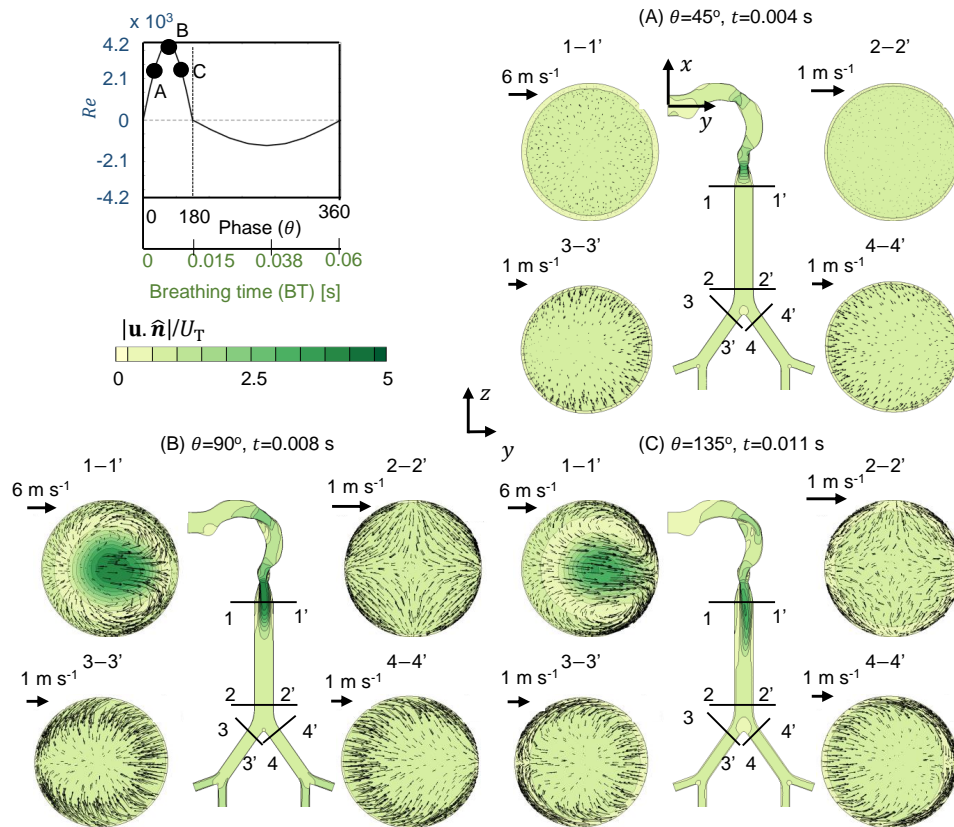 x 10³
4.2
2.1
0
-2.1
-4.2
Re
B
A
C
0 180 360
Phase (θ)
0 0.015 0.038 0.06
Breathing time (BT) [s]
|u.n̂|/U_T
0 2.5 5
(A) θ=45°, t=0.004 s
1−1’
6 m s⁻¹
2−2’
1 m s⁻¹
x
y
1 1’
3−3’
1 m s⁻¹
4−4’
1 m s⁻¹
2 2’
3 4’
3’ 4
z
y
(B) θ=90°, t=0.008 s
1−1’
6 m s⁻¹
2−2’
1 m s⁻¹
1 1’
3−3’
1 m s⁻¹
4−4’
1 m s⁻¹
2 2’
3 4’
3’ 4
(C) θ=135°, t=0.011 s
1−1’
6 m s⁻¹
2−2’
1 m s⁻¹
1 1’
3−3’
1 m s⁻¹
4−4’
1 m s⁻¹
2 2’
3 4’
3’ 4